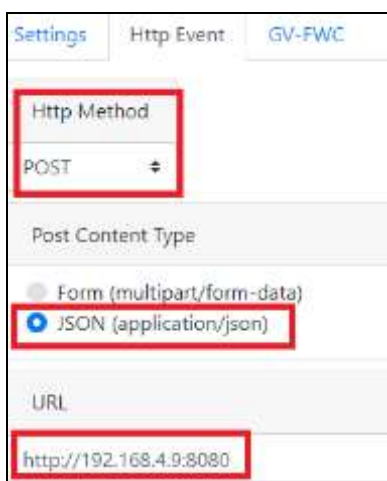 Settings Http Event GV-FWC
Http Method
POST
Post Content Type
Form (multipart/form-data)
JSON (application/json)
URL
http://192.168.4.9:8080